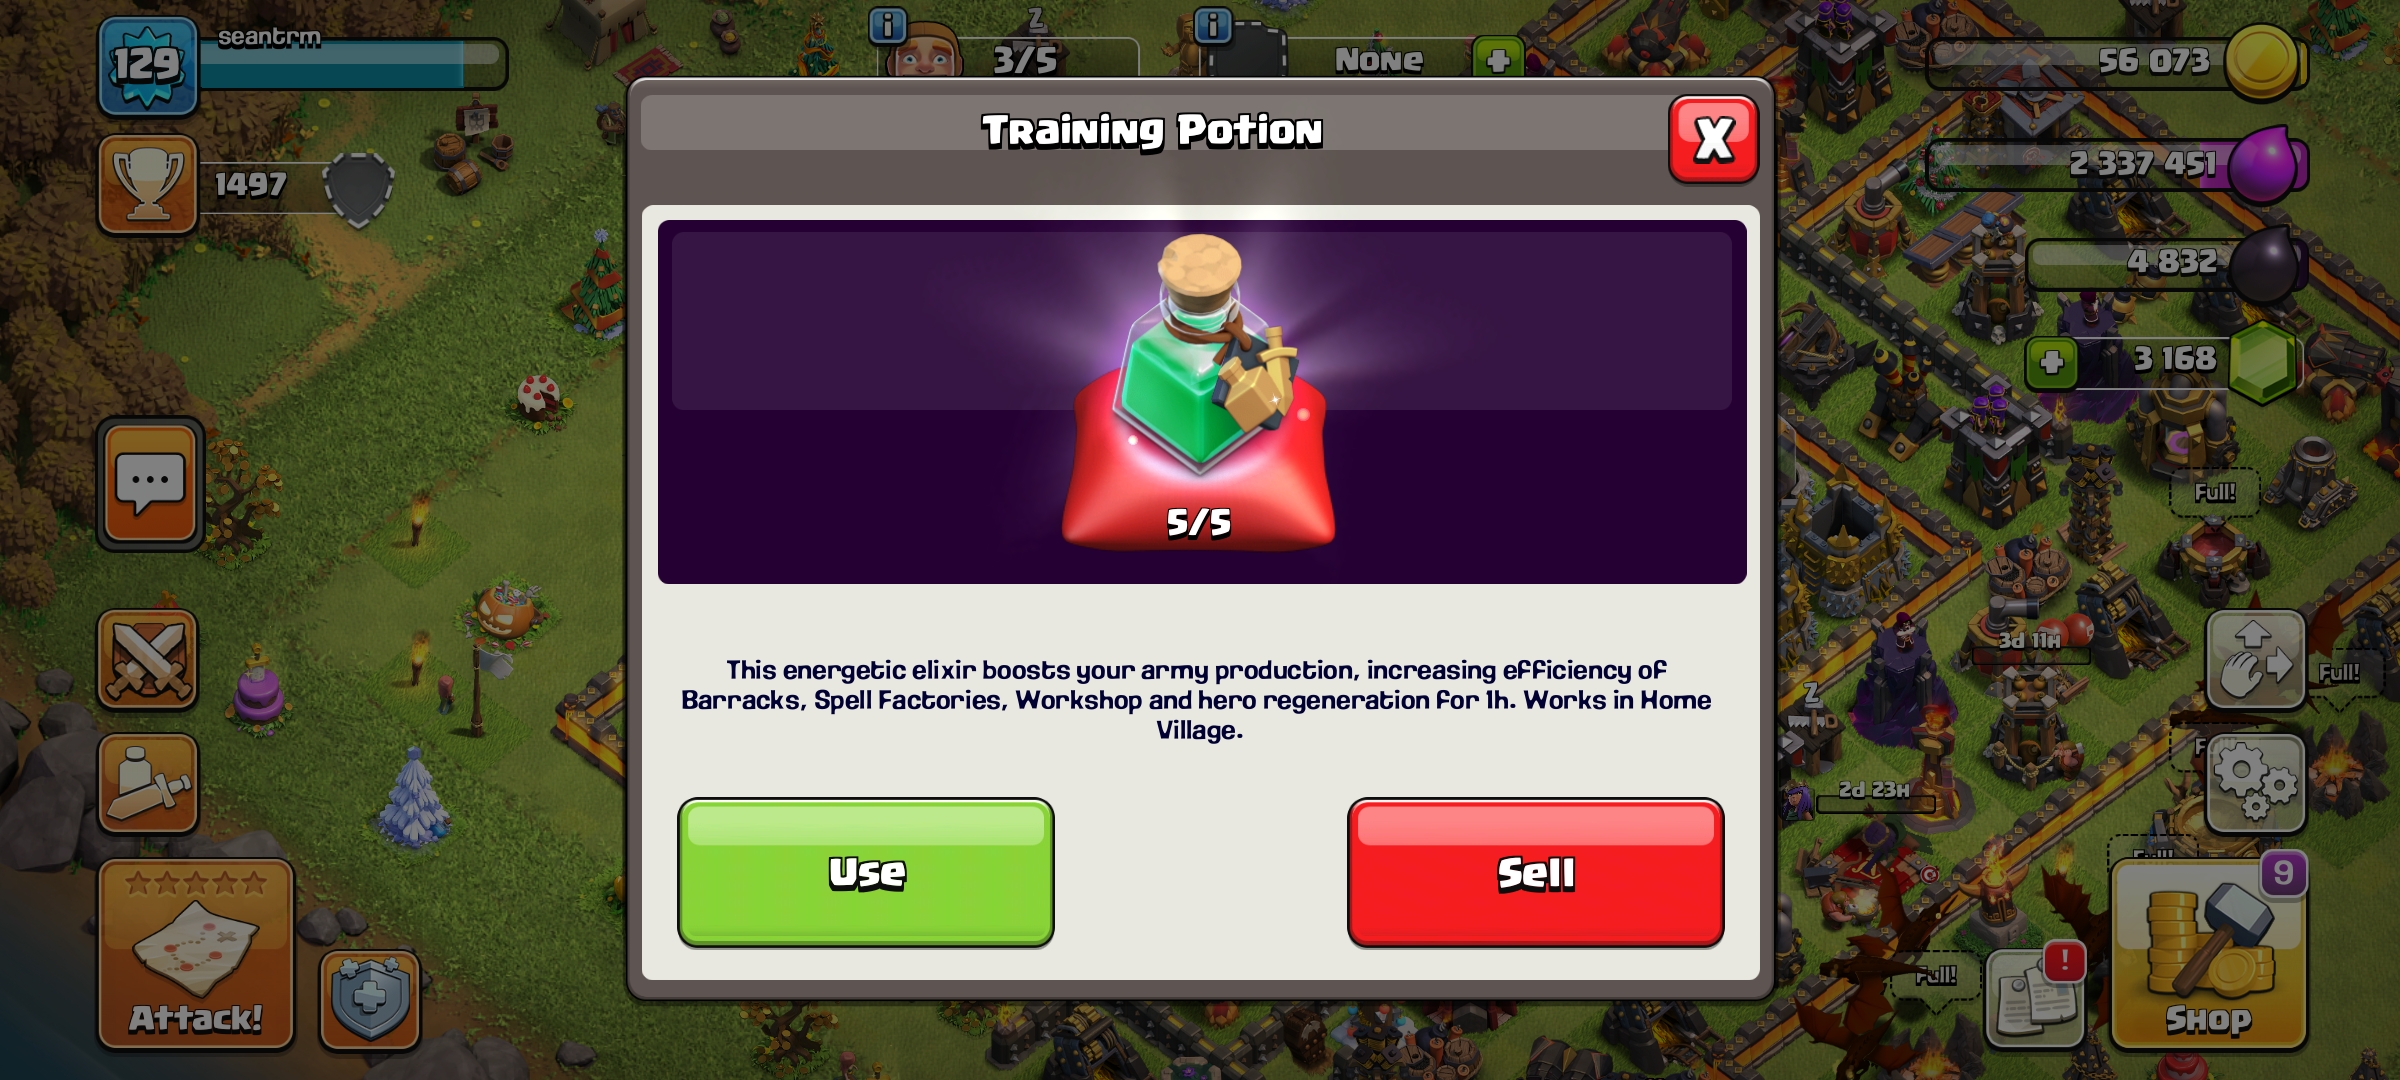 129
seantrm
3/5
None
56 073
Training Potion
X
1497
2 337 451
4 832
3 168
5/5
Full!
3d 11h
Full!
This energetic elixir boosts your army production, increasing efficiency of
Barracks, Spell Factories, Workshop and hero regeneration for 1h. Works in Home
Village.
Z
Z
2d 23h
Use
Sell
Full!
9
Full!
!
Attack!
Shop